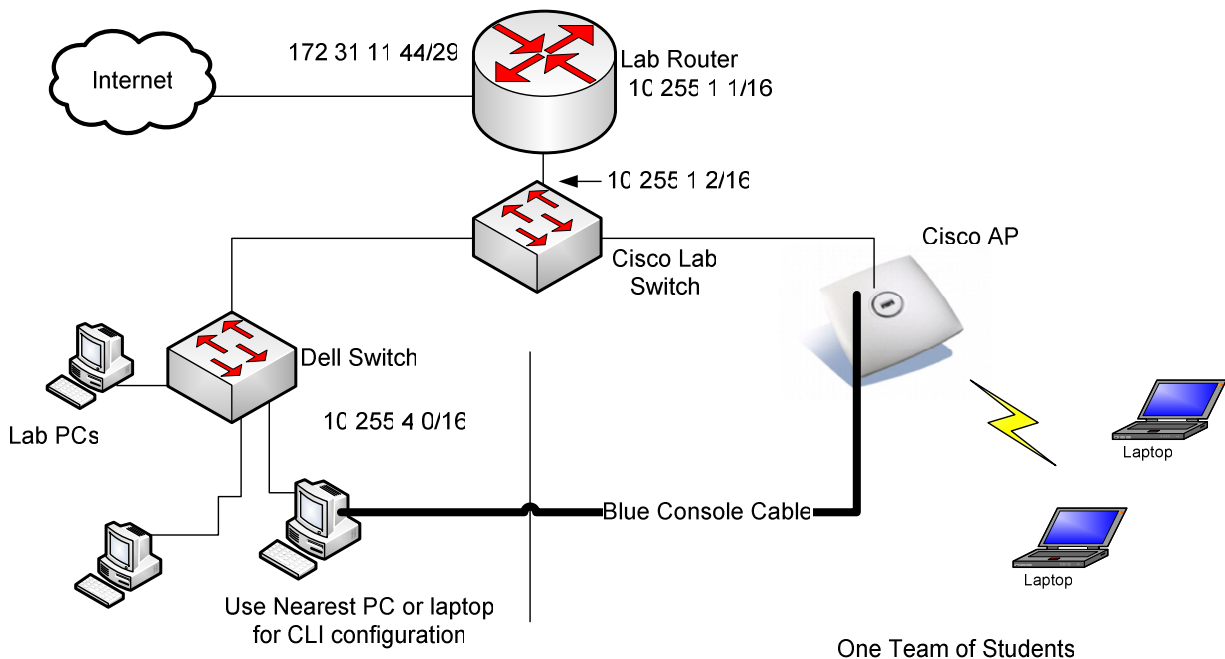 172 31 11 44/29
Internet
Lab Router
10 255 1 1/16
10 255 1 2/16
Cisco AP
Cisco Lab
Switch
Dell Switch
10 255 4 0/16
Lab PCs
Laptop
Blue Console Cable
Laptop
Use Nearest PC or laptop
for CLI configuration
One Team of Students